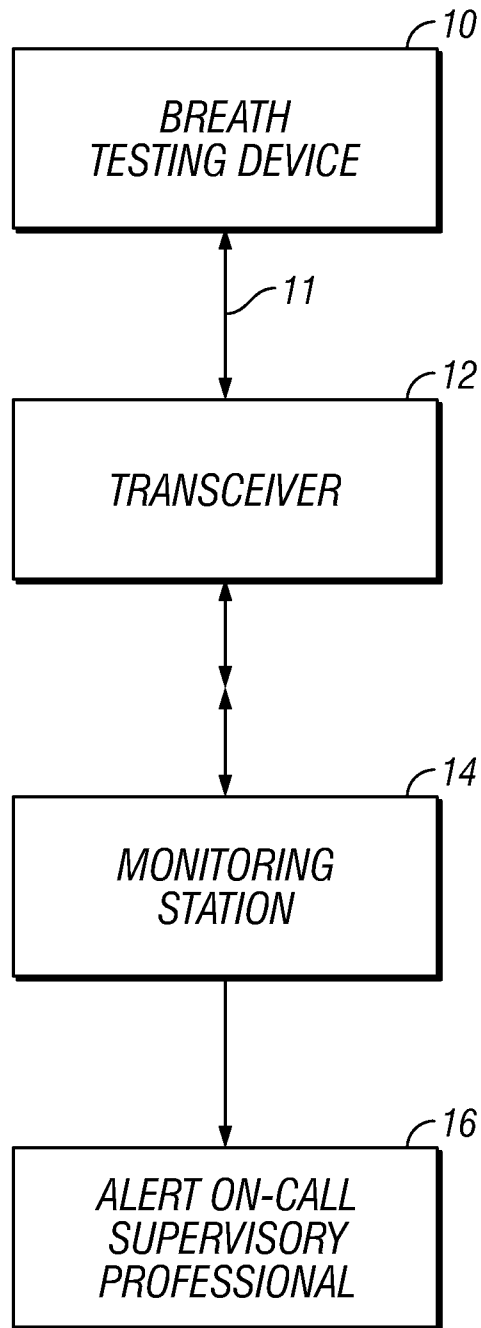 10
BREATH
TESTING DEVICE
11
12
TRANSCEIVER
14
MONITORING
STATION
16
ALERT ON-CALL
SUPERVISORY
PROFESSIONAL